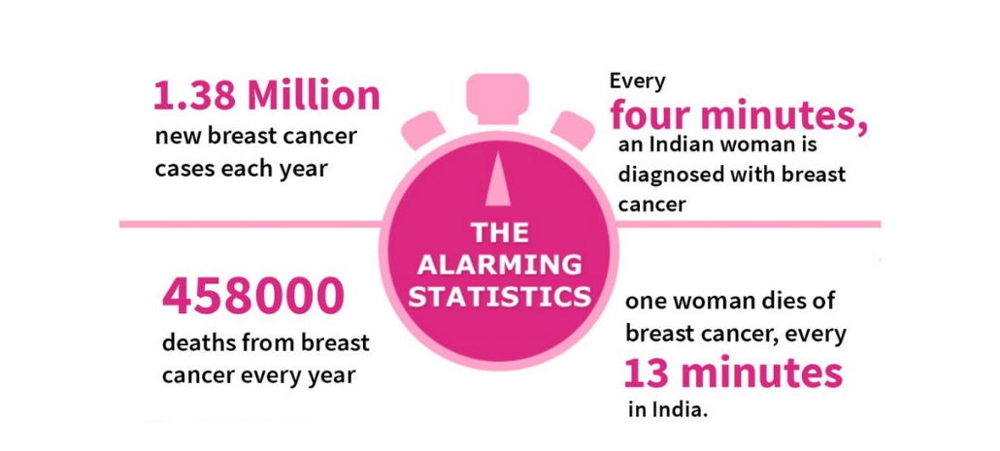 1.38 Million
new breast cancer
cases each year
Every
four minutes,
an Indian woman is
diagnosed with breast
cancer
THE
ALARMING
STATISTICS
458000
deaths from breast
cancer every year
one woman dies of
breast cancer, every
13 minutes
in India.